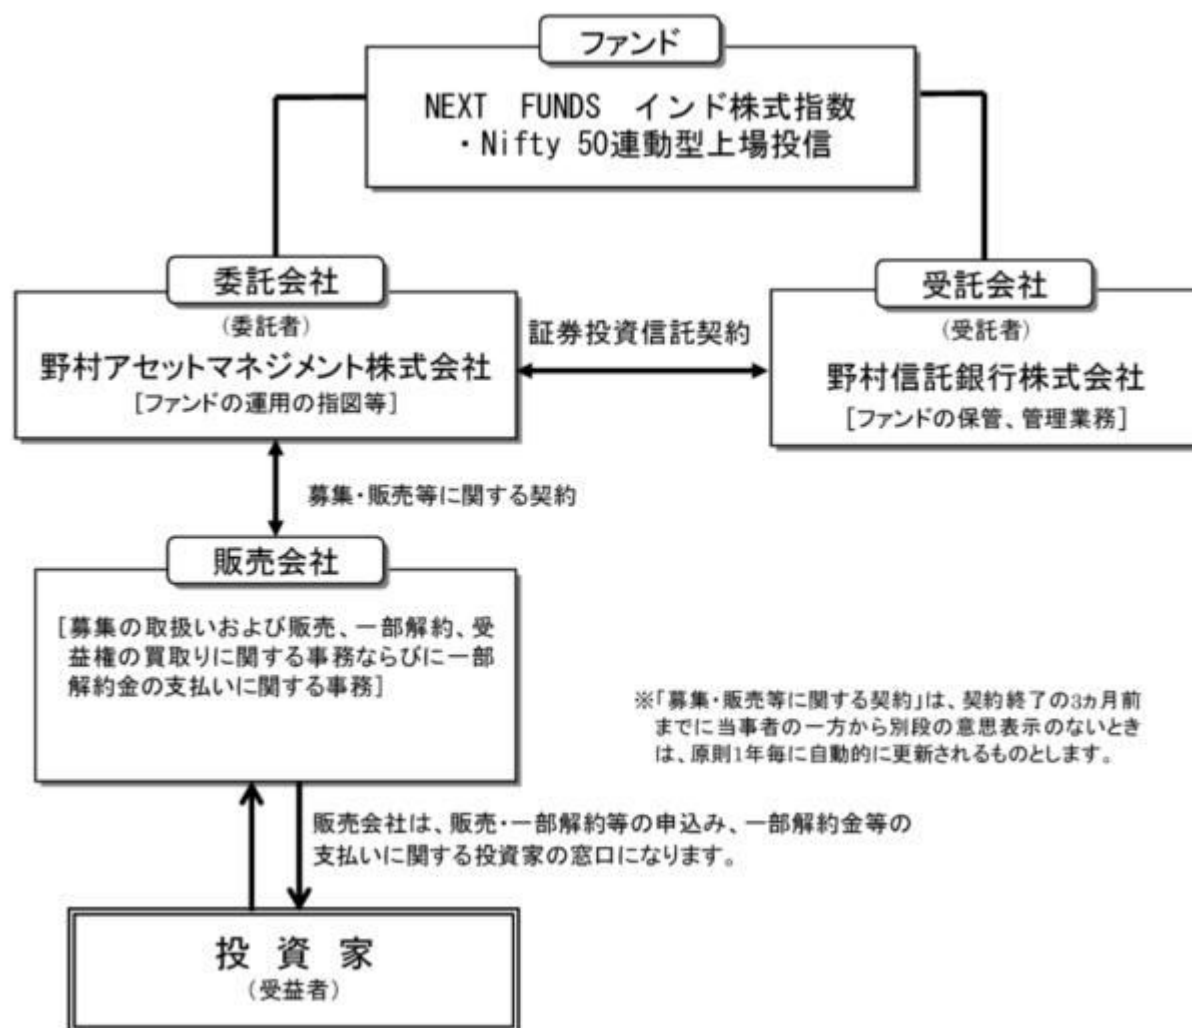 ファンド
NEXT FUNDS インド株式指数
・Nifty 50連動型上場投信
委託会社
(委託者)
野村アセットマネジメント株式会社
[ファンドの運用の指図等]
証券投資信託契約
受託会社
(受託者)
野村信託銀行株式会社
[ファンドの保管、管理業務]
募集・販売等に関する契約
販売会社
[募集の取扱いおよび販売、一部解約、受
益権の買取りに関する事務ならびに一部
解約金の支払いに関する事務]
※「募集・販売等に関する契約」は、契約終了の3ヵ月前
までに当事者の一方から別段の意思表示のないとき
は、原則1年毎に自動的に更新されるものとします。
販売会社は、販売・一部解約等の申込み、一部解約金等の
支払いに関する投資家の窓口になります。
投資家
(受益者)